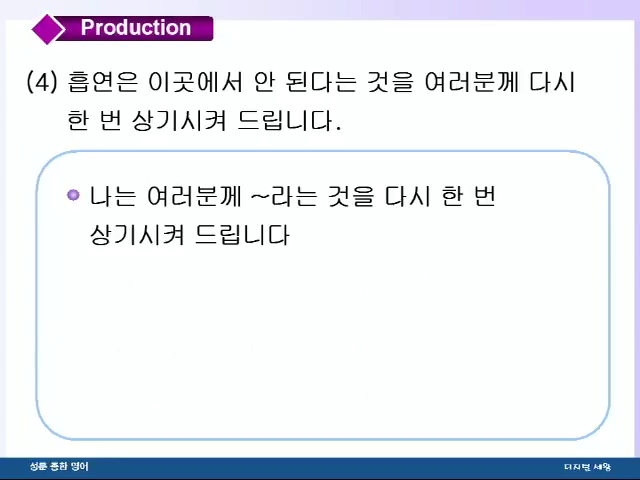 Production
(4) 흡연은 이곳에서 안 된다는 것을 여러분께 다시
한 번 상기시켜 드립니다.
나는 여러분께 ~라는 것을 다시 한 번
상기시켜 드립니다
성문 종합 영어
디지털 세움